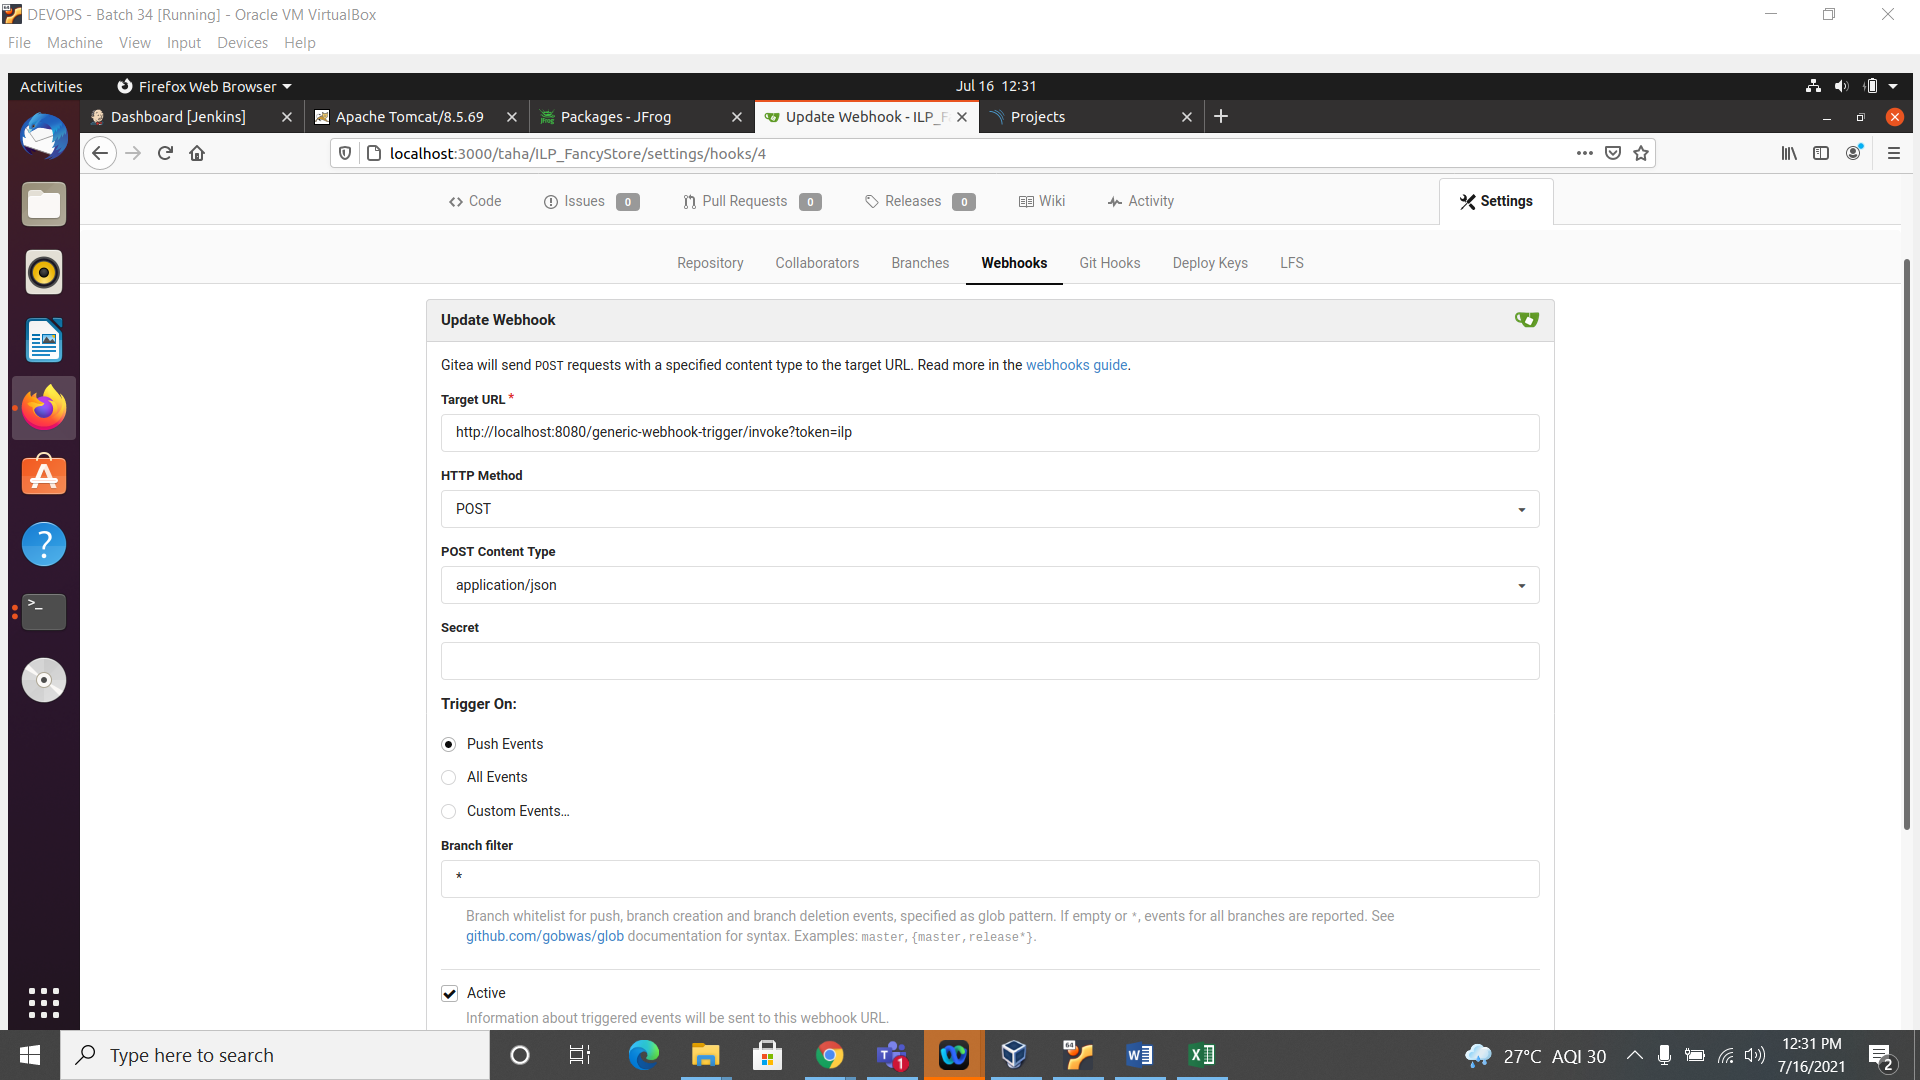 DEVOPS - Batch 34 [Running] - Oracle VM VirtualBox
File Machine View Input Devices Help
Activities Firefox Web Browser Jul 16 12:31
Dashboard [Jenkins] Apache Tomcat/8.5.69 Packages - JFrog Update Webhook - ILP_F Projects
localhost:3000/taha/ILP_FancyStore/settings/hooks/4
Code Issues 0 Pull Requests 0 Releases 0 Wiki Activity Settings
Repository Collaborators Branches Webhooks Git Hooks Deploy Keys LFS
Update Webhook
Gitea will send POST requests with a specified content type to the target URL. Read more in the webhooks guide.
Target URL *
http://localhost:8080/generic-webhook-trigger/invoke?token=ilp
HTTP Method
POST
POST Content Type
application/json
Secret
Trigger On:
Push Events
All Events
Custom Events...
Branch filter
*
Branch whitelist for push, branch creation and branch deletion events, specified as glob pattern. If empty or *, events for all branches are reported. See
github.com/gobwas/glob documentation for syntax. Examples: master, {master,release*}.
Active
Information about triggered events will be sent to this webhook URL.
Type here to search
27°C AQI 30
12:31 PM
7/16/2021
2